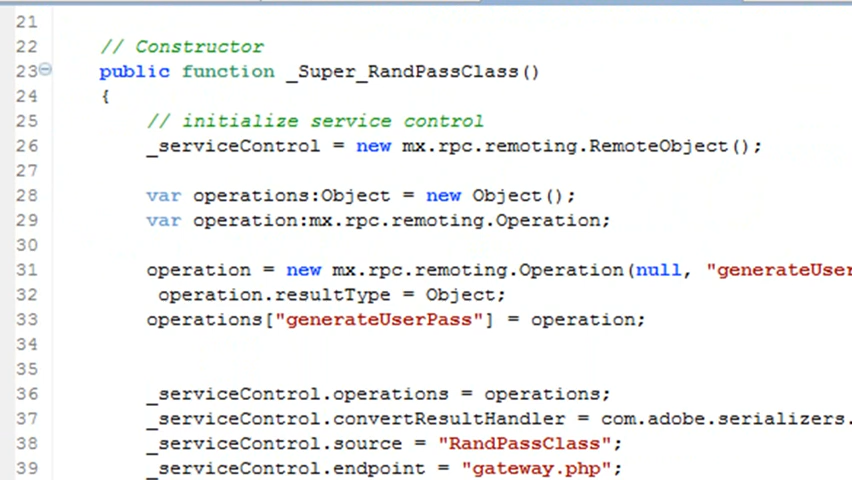 21
22 // Constructor
23 public function _Super_RandPassClass()
24 {
25 // initialize service control
26 _serviceControl = new mx.rpc.remoting.RemoteObject();
27
28 var operations:Object = new Object();
29 var operation:mx.rpc.remoting.Operation;
30
31 operation = new mx.rpc.remoting.Operation(null, "generateUser
32 operation.resultType = Object;
33 operations["generateUserPass"] = operation;
34
35
36 _serviceControl.operations = operations;
37 _serviceControl.convertResultHandler = com.adobe.serializers.
38 _serviceControl.source = "RandPassClass";
39 _serviceControl.endpoint = "gateway.php";